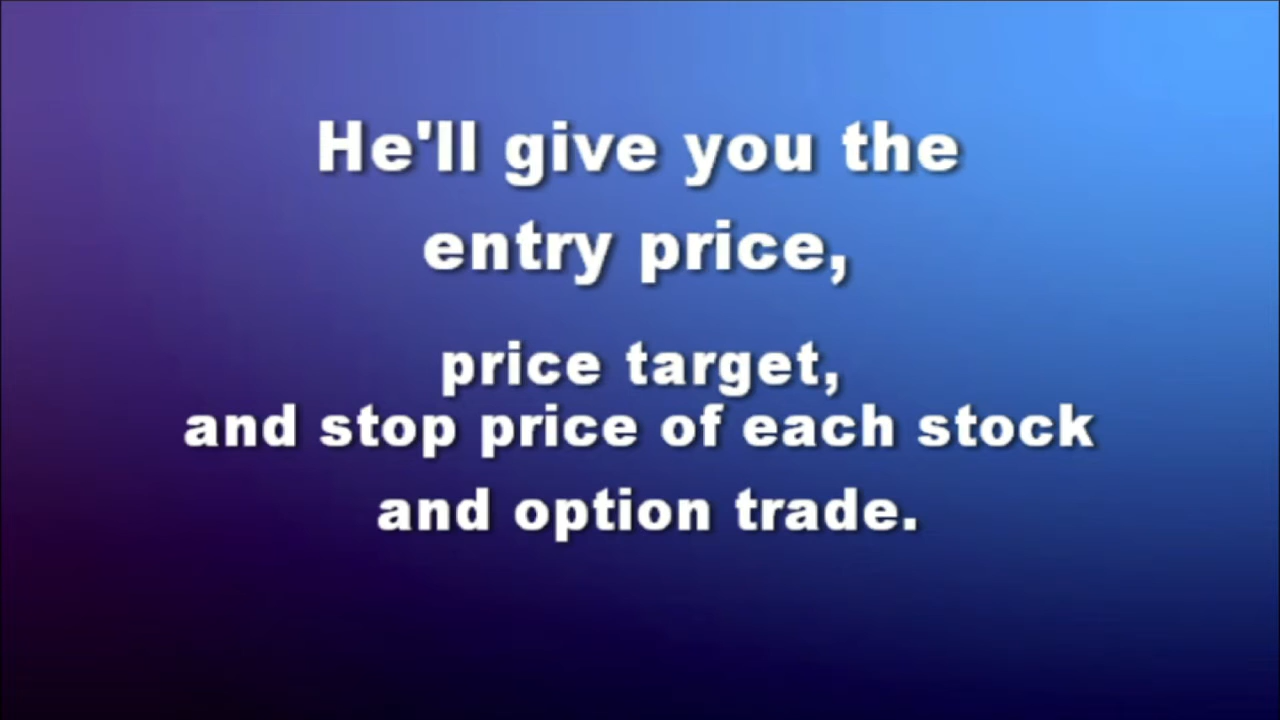 He'll give you the
entry price,
price target,
and stop price of each stock
and option trade.